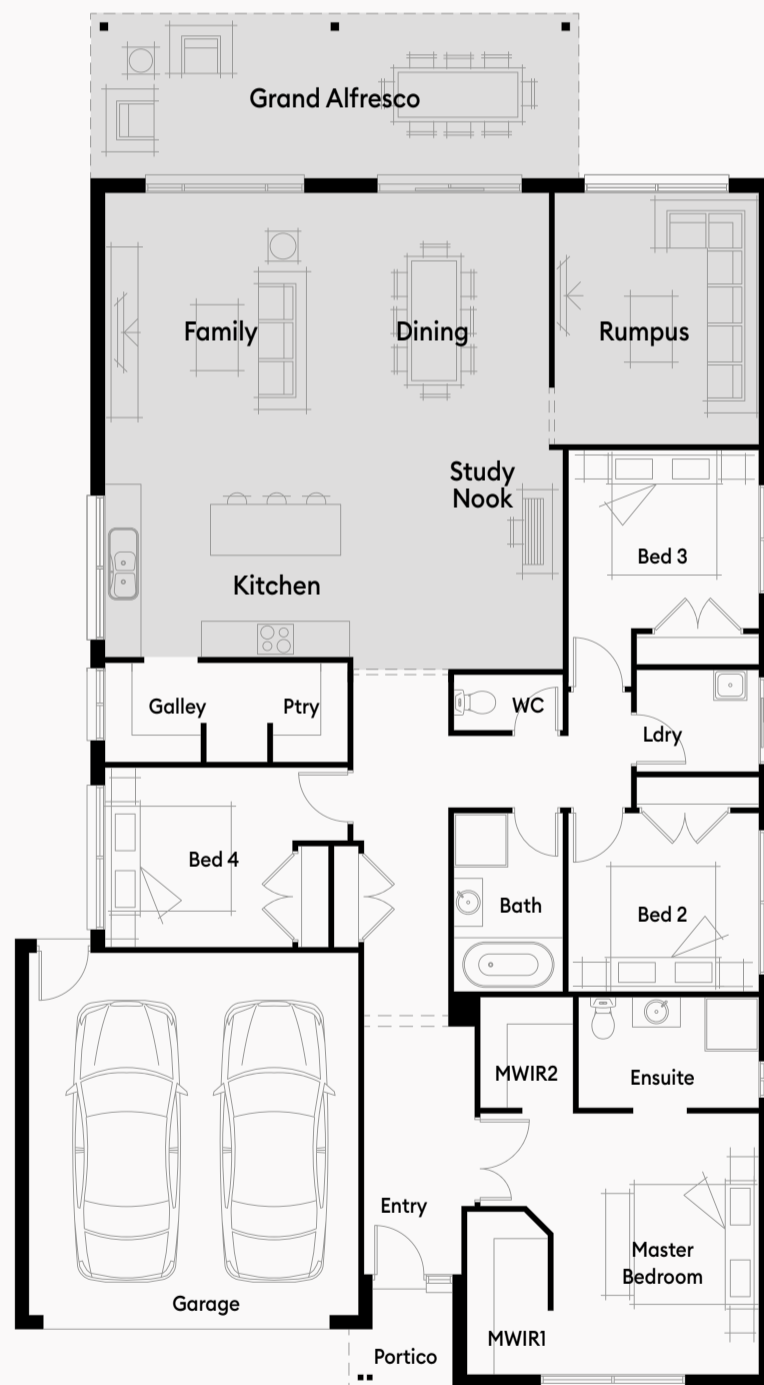 Grand Alfresco
Family
Dining
Rumpus
Study
Nook
Bed 3
Kitchen
Galley
Ptry
WC
Ldry
Bed 4
Bath
Bed 2
MWIR2
Ensuite
Entry
Master
Bedroom
Garage
MWIR1
Portico